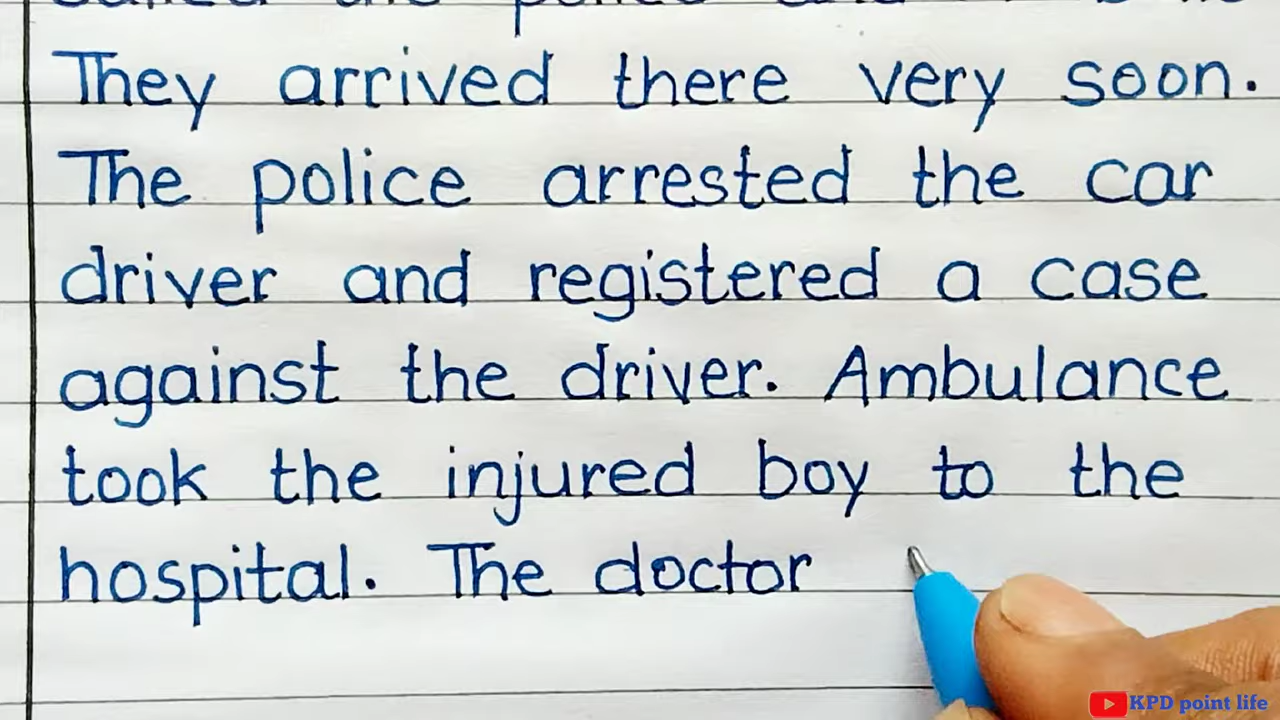 They arrived there very soon.
The police arrested the car
driver and registered a case
against the driver. Ambulance
took the injured boy to the
hospital. The doctor
KPD point life